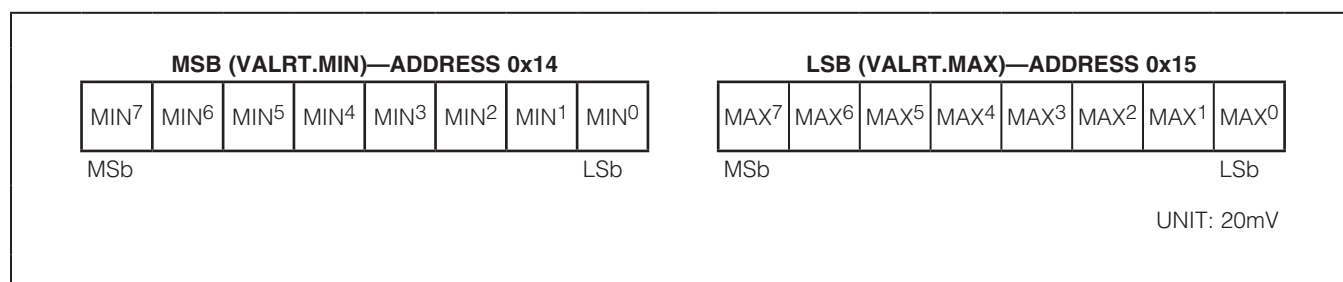 MSB (VALRT.MIN)—ADDRESS 0x14
MIN⁷ MIN⁶ MIN⁵ MIN⁴ MIN³ MIN² MIN¹ MIN⁰
MSb LSb
LSB (VALRT.MAX)—ADDRESS 0x15
MAX⁷ MAX⁶ MAX⁵ MAX⁴ MAX³ MAX² MAX¹ MAX⁰
MSb LSb
UNIT: 20mV